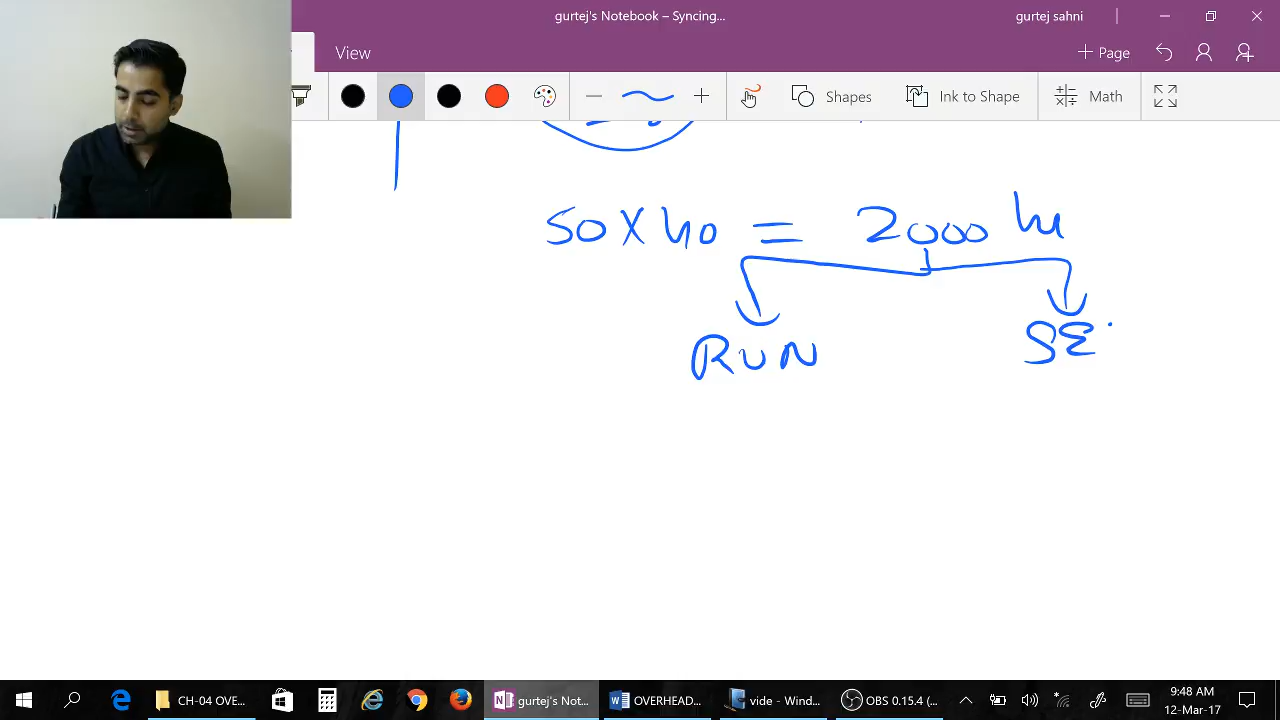 gurtej's Notebook – Syncing...
gurtej sahni
View
Page
Shapes
Ink to Shape
Math
50 X 40 = 2000 hr
RUN
SE
CH-04 OVE...
gurtej's Not...
OVERHEAD...
vide - Wind...
OBS 0.15.4 (...
9:48 AM
12-Mar-17